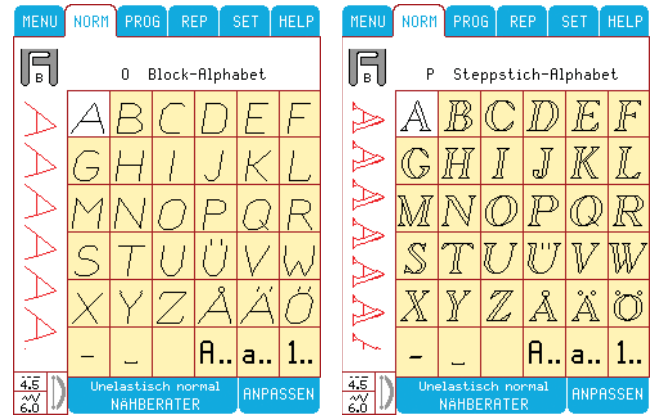 MENU NORM PROG REP SET HELP
B
O Block-Alphabet
A B C D E F
G H I J K L
M N O P Q R
S T U Ü V W
X Y Z Å Ä Ö
- ⎵ A.. a.. 1..
4.5
6.0
Unelastisch normal
NÄHBERATER
ANPASSEN
MENU NORM PROG REP SET HELP
B
P Steppstich-Alphabet
A B C D E F
G H I J K L
M N O P Q R
S T U Ü V W
X Y Z Å Ä Ö
- ⎵ A.. a.. 1..
4.5
6.0
Unelastisch normal
NÄHBERATER
ANPASSEN